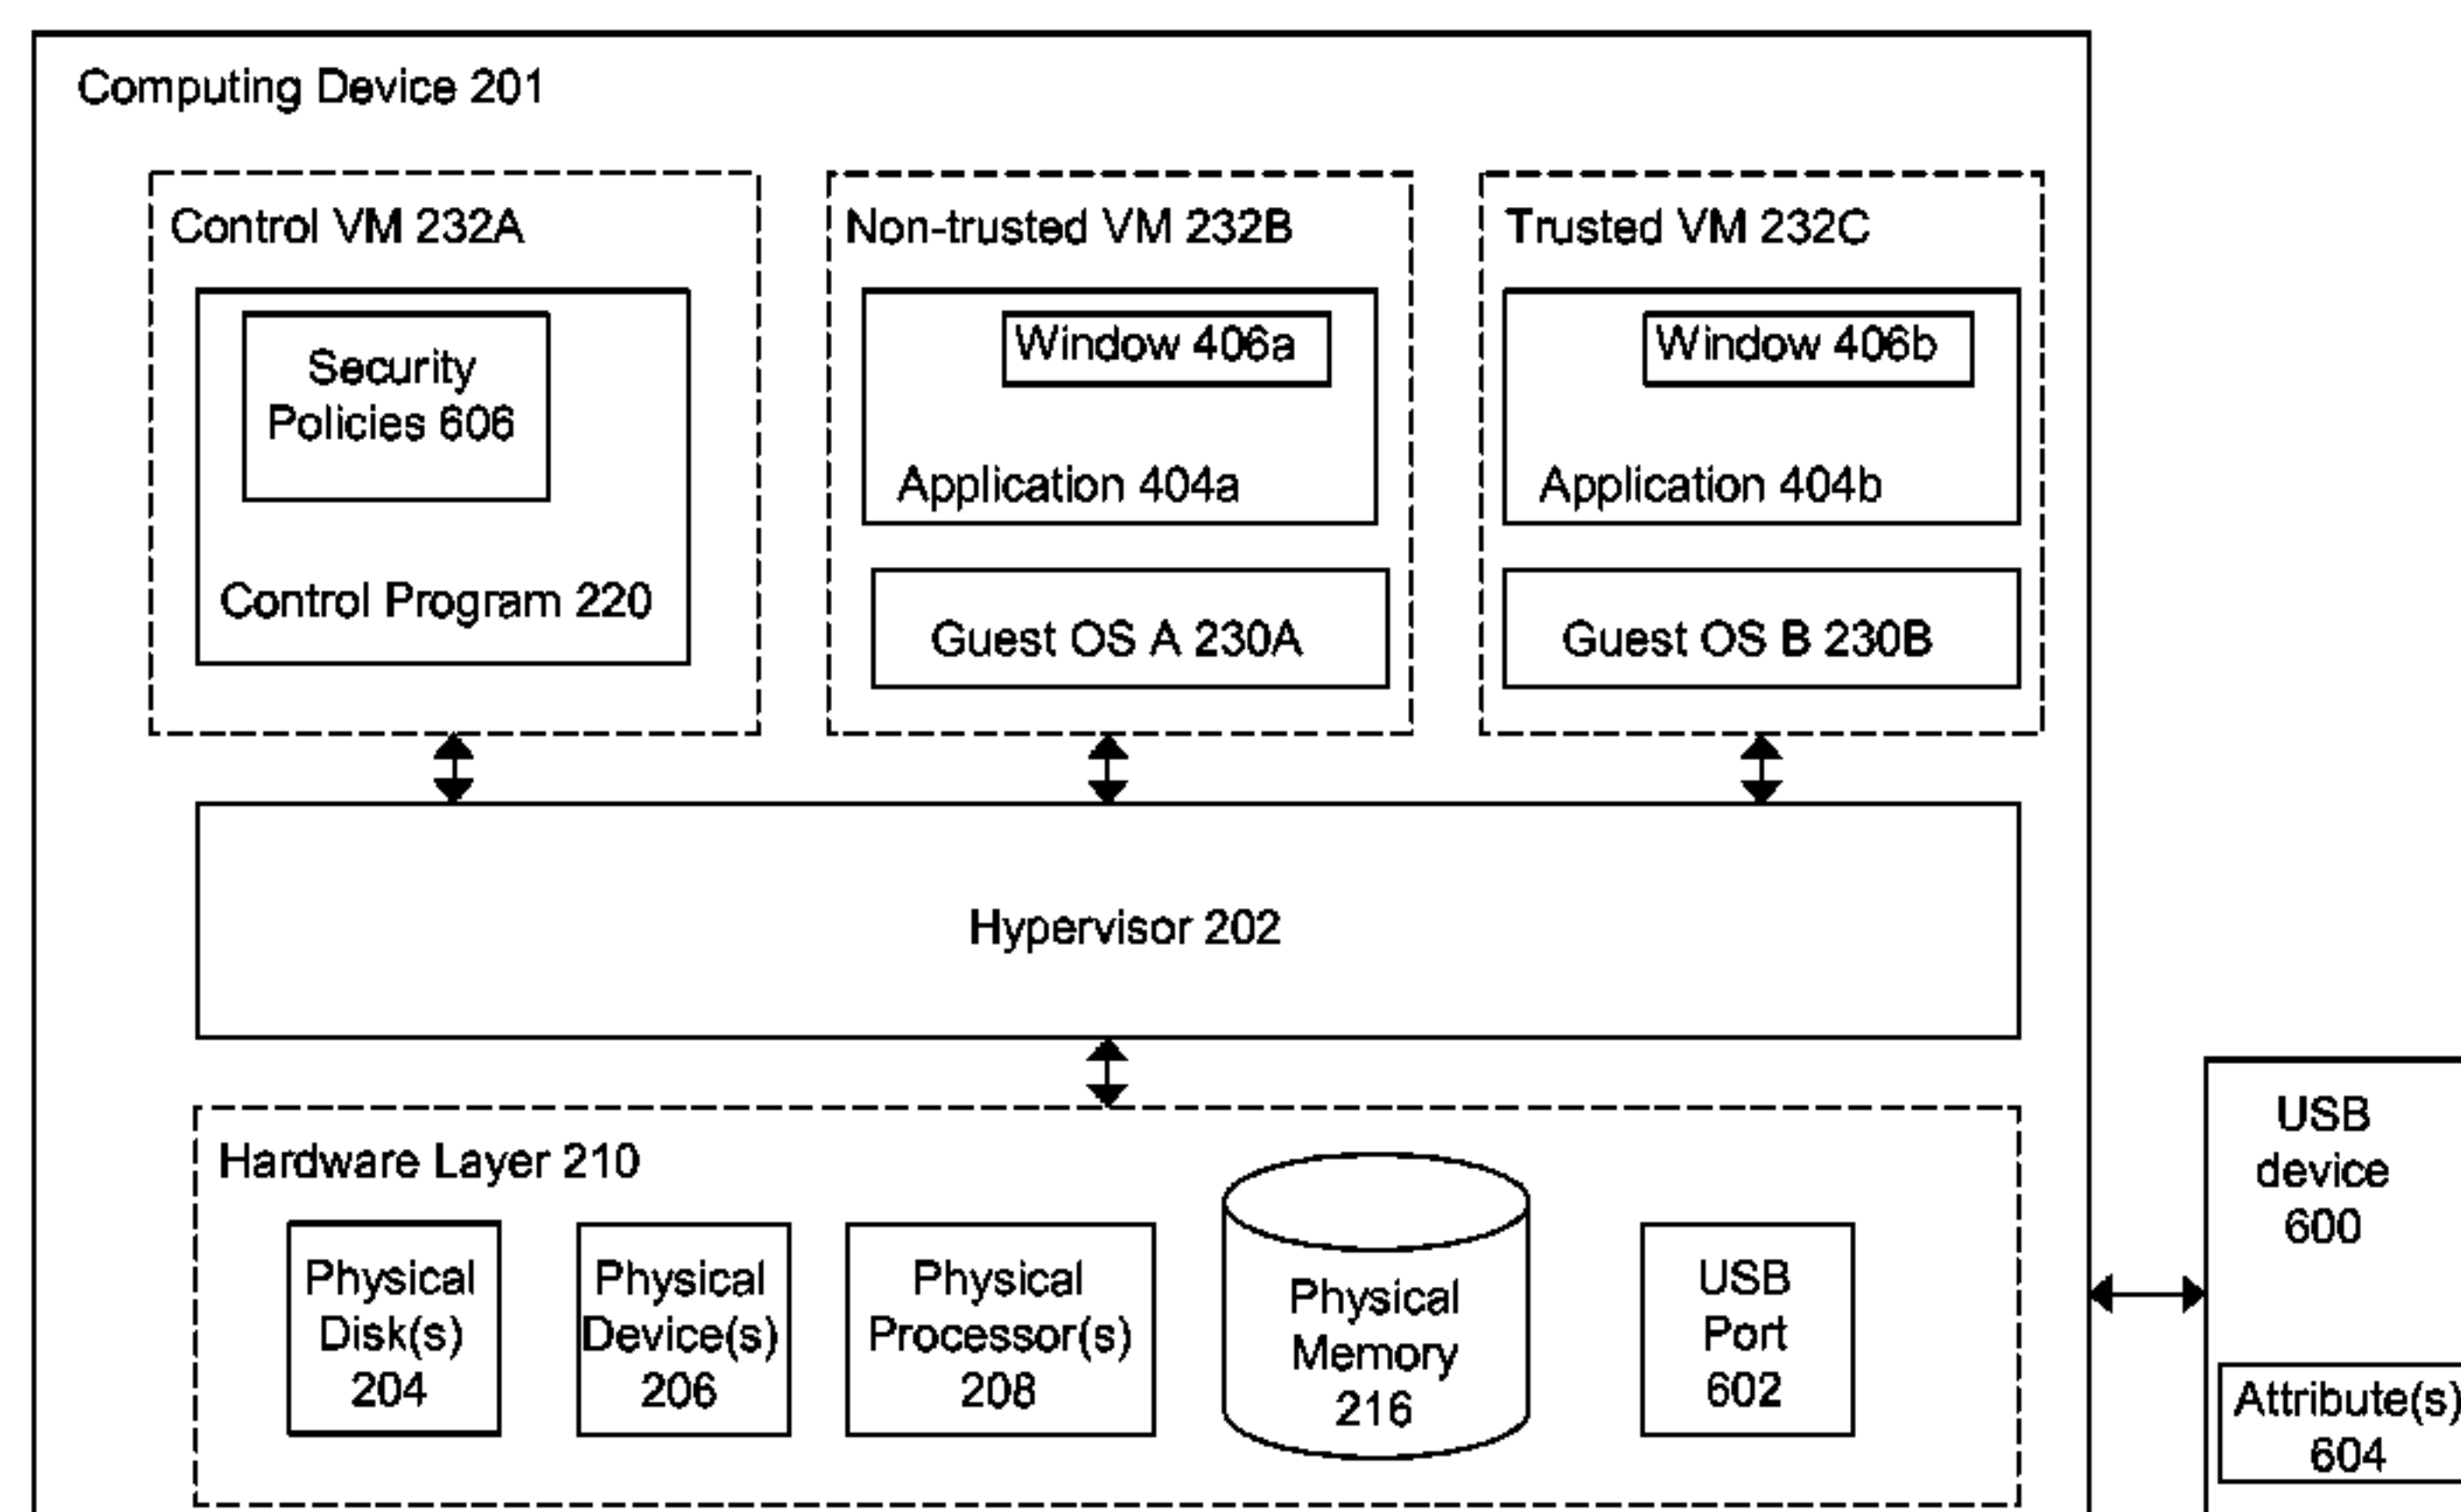 Computing Device 201
Control VM 232A
Security
Policies 606
Control Program 220
Non-trusted VM 232B
Window 406a
Application 404a
Guest OS A 230A
Trusted VM 232C
Window 406b
Application 404b
Guest OS B 230B
Hypervisor 202
Hardware Layer 210
Physical
Disk(s)
204
Physical
Device(s)
206
Physical
Processor(s)
208
Physical
Memory
216
USB
Port
602
USB
device
600
Attribute(s)
604